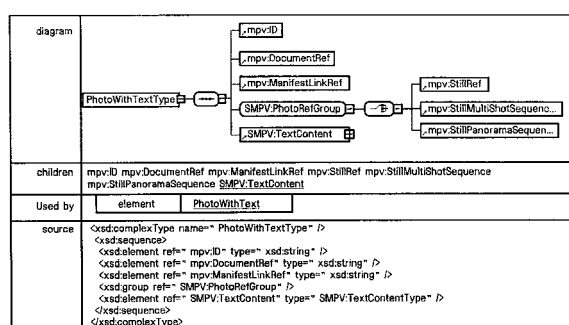 diagram
mpv:ID
mpv:DocumentRef
mpv:ManifestLinkRef
PhotoWithTextType
SMPV:PhotoRefGroup
SMPV:TextContent
mpv:StillRef
mpv:StillMultiShotSequenc...
mpv:StillPanoramaSequen...
children
mpv:ID mpv:DocumentRef mpv:ManifestLinkRef mpv:StillRef mpv:StillMultiShotSequence
mpv:StillPanoramaSequence SMPV:TextContent
Used by
element
PhotoWithText
source
<xsd:complexType name=" PhotoWithTextType" />
<xsd:sequence>
<xsd:element ref=" mpv:ID" type=" xsd:string" />
<xsd:element ref=" mpv:DocumentRef" type=" xsd:string" />
<xsd:element ref=" mpv:ManifestLinkRef" type=" xsd:string" />
<xsd:group ref=" SMPV:PhotoRefGroup" />
<xsd:element ref=" SMPV:TextContent" type=" SMPV:TextContentType" />
</xsd:sequence>
</xsd:complexType>